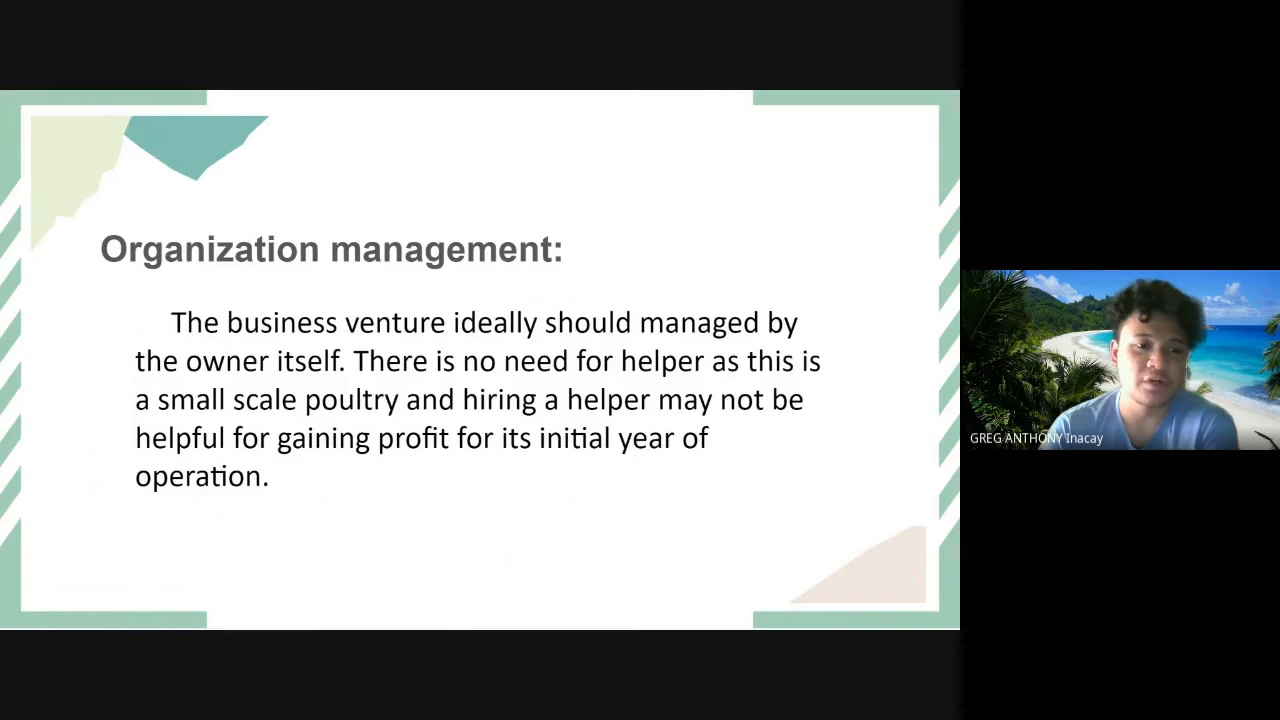 Organization management:
The business venture ideally should managed by
the owner itself. There is no need for helper as this is
a small scale poultry and hiring a helper may not be
helpful for gaining profit for its initial year of
operation.
GREG ANTHONY Inacay